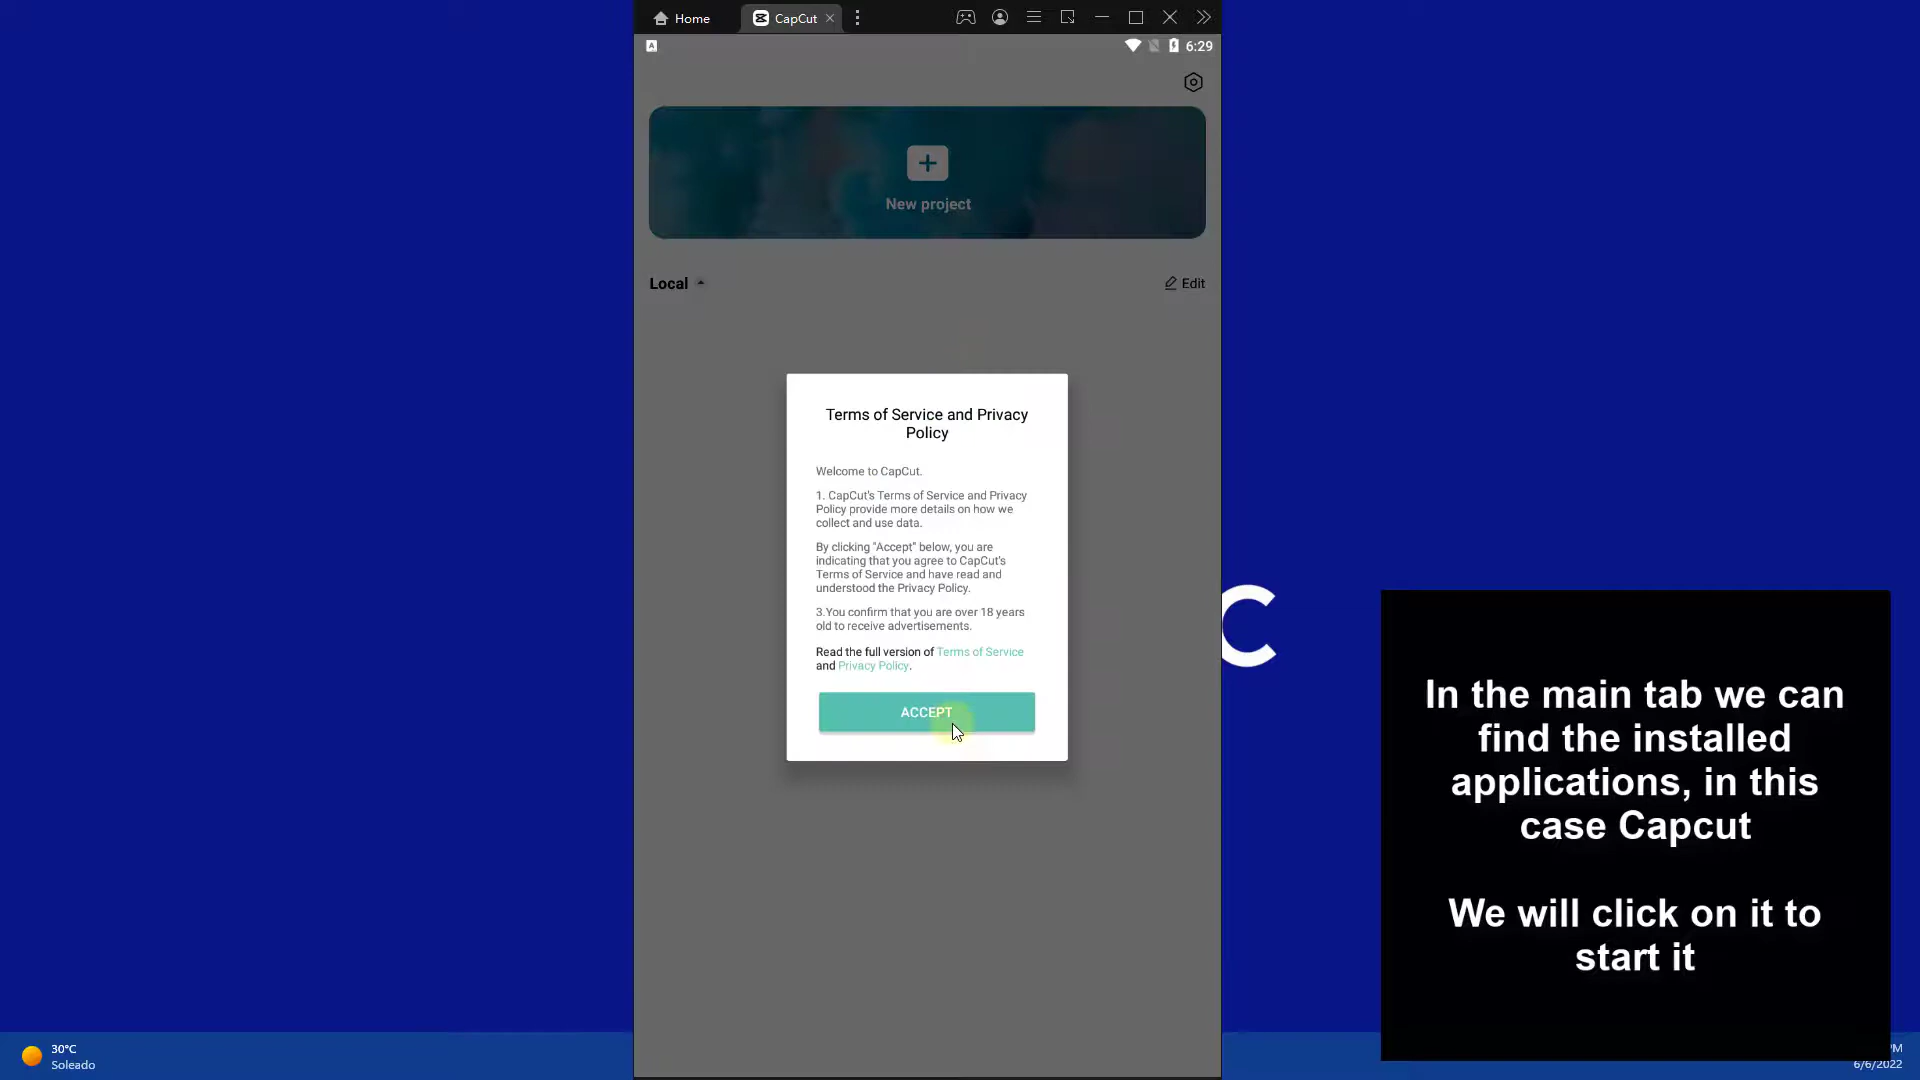 Home
CapCut
6:29
New project
Local
Edit
Terms of Service and Privacy
Policy
Welcome to CapCut.
1. CapCut's Terms of Service and Privacy
Policy provide more details on how we
collect and use data.
By clicking "Accept" below, you are
indicating that you agree to CapCut's
Terms of Service and have read and
understood the Privacy Policy.
3.You confirm that you are over 18 years
old to receive advertisements.
Read the full version of Terms of Service
and Privacy Policy.
ACCEPT
C
In the main tab we can
find the installed
applications, in this
case Capcut
We will click on it to
start it
30°C
Soleado
6/6/2022